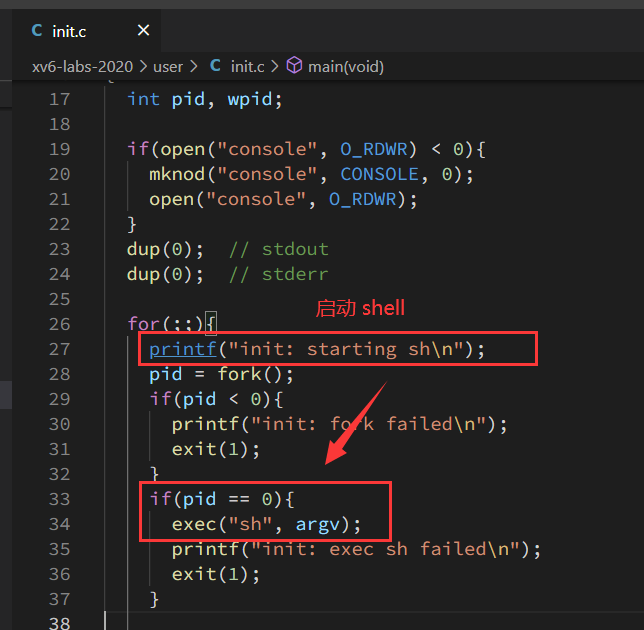 C init.c ×
xv6-labs-2020 > user > C init.c > main(void)
17 int pid, wpid;
18
19 if(open("console", O_RDWR) < 0){
20 mknod("console", CONSOLE, 0);
21 open("console", O_RDWR);
22 }
23 dup(0);  // stdout
24 dup(0);  // stderr
25
启动 shell
26 for(;;){
27 printf("init: starting sh\n");
28 pid = fork();
29 if(pid < 0){
30 printf("init: fork failed\n");
31 exit(1);
32 }
33 if(pid == 0){
34 exec("sh", argv);
35 printf("init: exec sh failed\n");
36 exit(1);
37 }
38